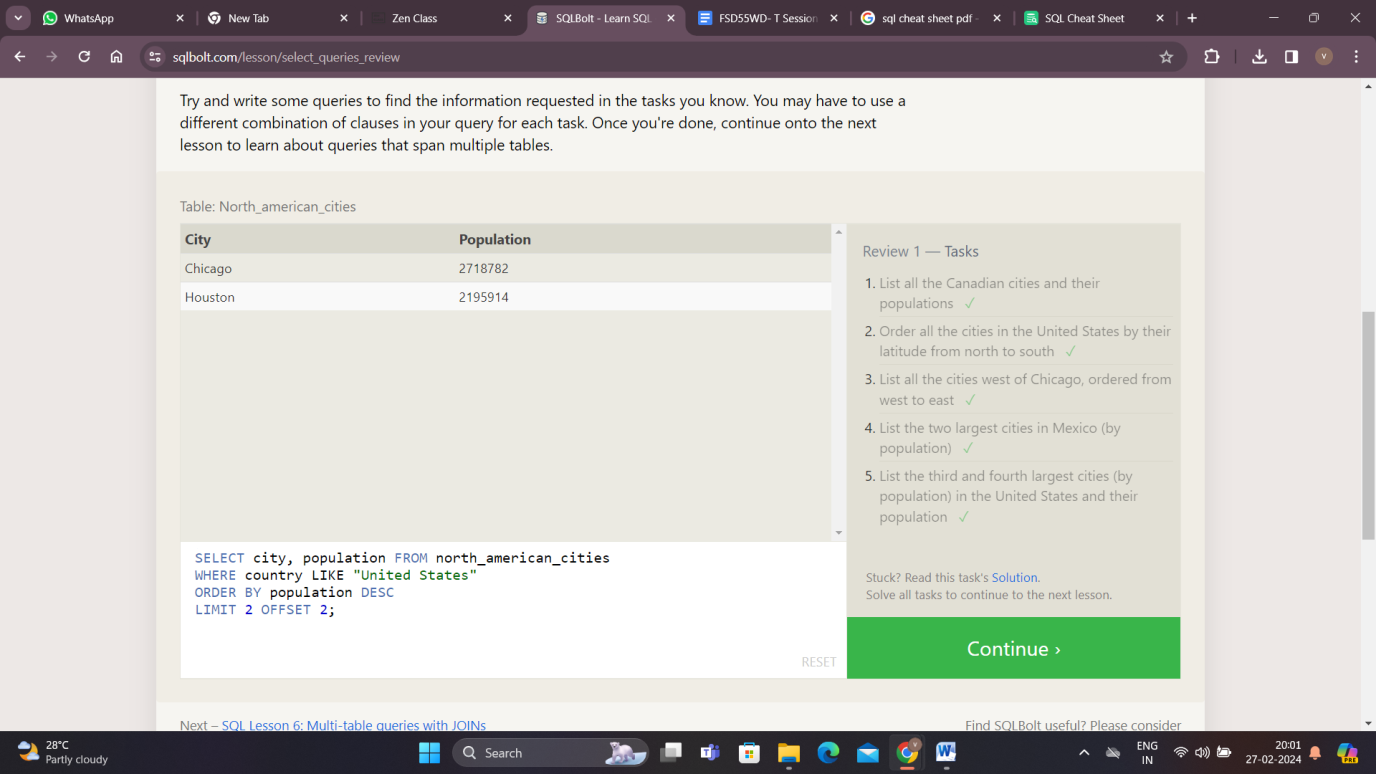 WhatsApp
New Tab
Zen Class
SQLBolt - Learn SQL
FSD55WD- T Session
sql cheat sheet pdf -
SQL Cheat Sheet
sqlbolt.com/lesson/select_queries_review
V
Try and write some queries to find the information requested in the tasks you know. You may have to use a
different combination of clauses in your query for each task. Once you're done, continue onto the next
lesson to learn about queries that span multiple tables.
Table: North_american_cities
City Population
Chicago 2718782
Houston 2195914
Review 1 — Tasks
1. List all the Canadian cities and their
populations ✓
2. Order all the cities in the United States by their
latitude from north to south ✓
3. List all the cities west of Chicago, ordered from
west to east ✓
4. List the two largest cities in Mexico (by
population) ✓
5. List the third and fourth largest cities (by
population) in the United States and their
population ✓
Stuck? Read this task's Solution.
Solve all tasks to continue to the next lesson.
Continue ›
SELECT city, population FROM north_american_cities
WHERE country LIKE "United States"
ORDER BY population DESC
LIMIT 2 OFFSET 2;
RESET
Next – SQL Lesson 6: Multi-table queries with JOINs
Find SQLBolt useful? Please consider
28°C
Partly cloudy
Search
ENG
IN
20:01
27-02-2024
PRE